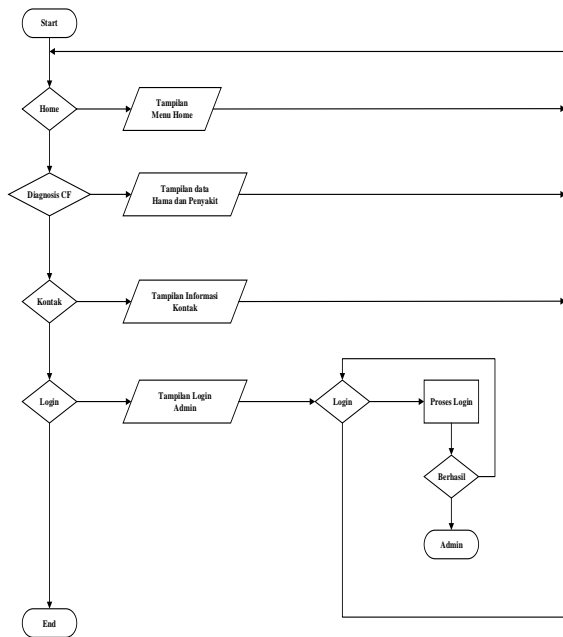 Start
Home
Tampilan
Menu Home
Diagnosis CF
Tampilan data
Hama dan Penyakit
Kontak
Tampilan Informasi
Kontak
Login
Tampilan Login
Admin
Login
Proses Login
Berhasil
Admin
End